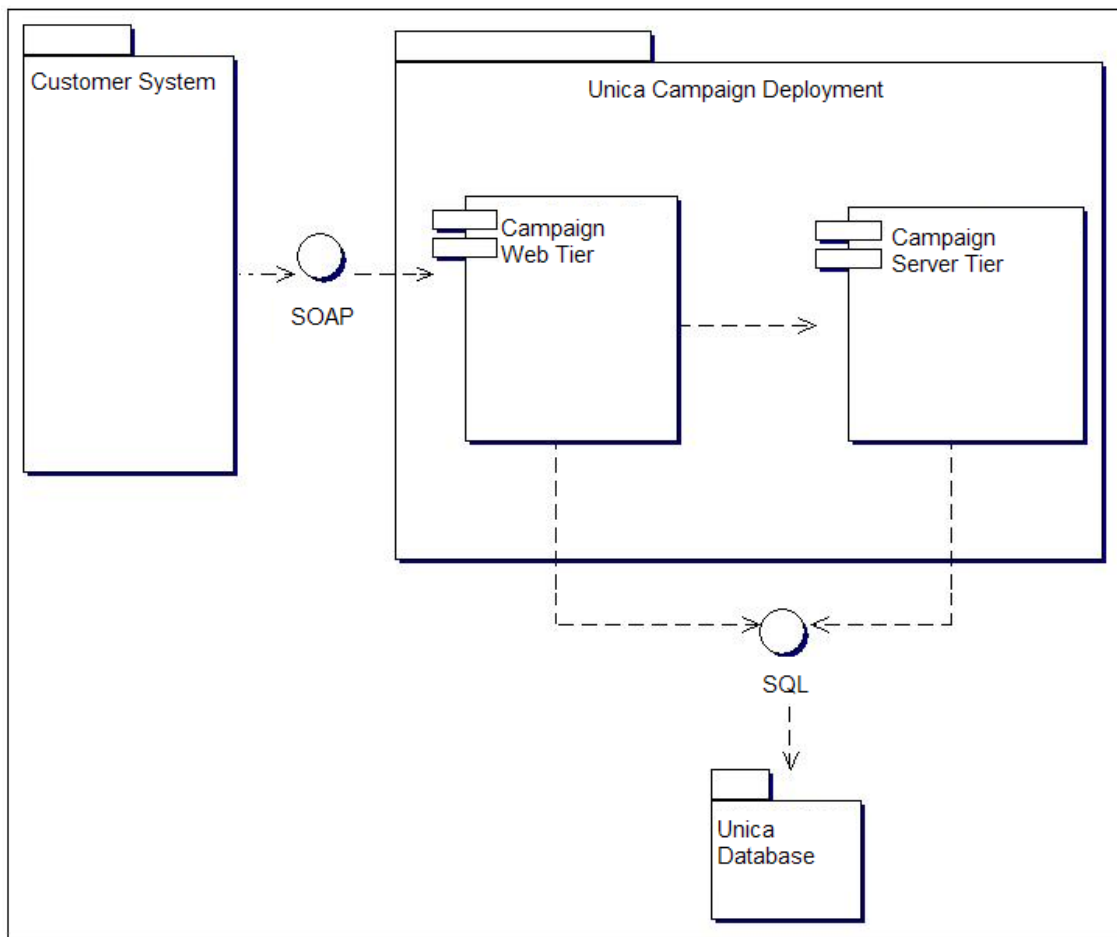 Customer System
Unica Campaign Deployment
Campaign
Web Tier
Campaign
Server Tier
SOAP
SQL
Unica
Database